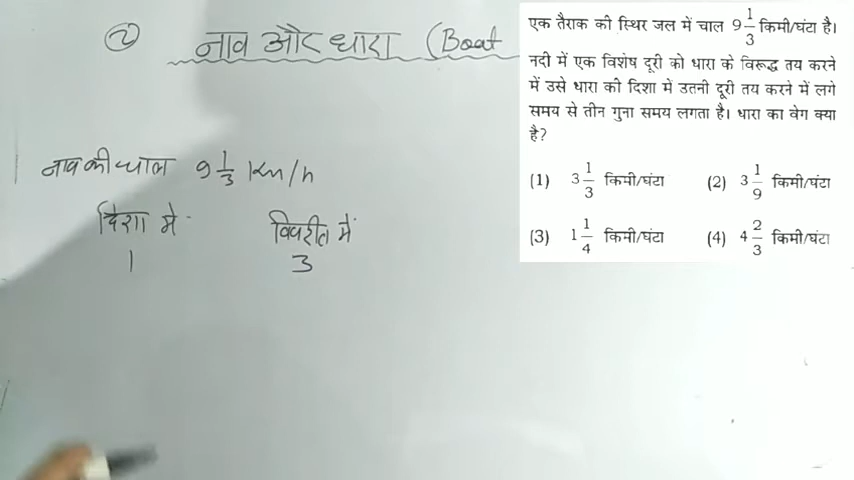 (2) नाव और धारा (Boat
नाव की चाल 9 1/3 Km/h
दिशा में विपरीत में
1 3
एक तैराक की स्थिर जल में चाल 9 1/3 किमी/घंटा है।
नदी में एक विशेष दूरी को धारा के विरूद्ध तय करने
में उसे धारा की दिशा में उतनी दूरी तय करने में लगे
समय से तीन गुना समय लगता है। धारा का वेग क्या
है?
(1) 3 1/3 किमी/घंटा (2) 3 1/9 किमी/घंटा
(3) 1 1/4 किमी/घंटा (4) 4 2/3 किमी/घंटा